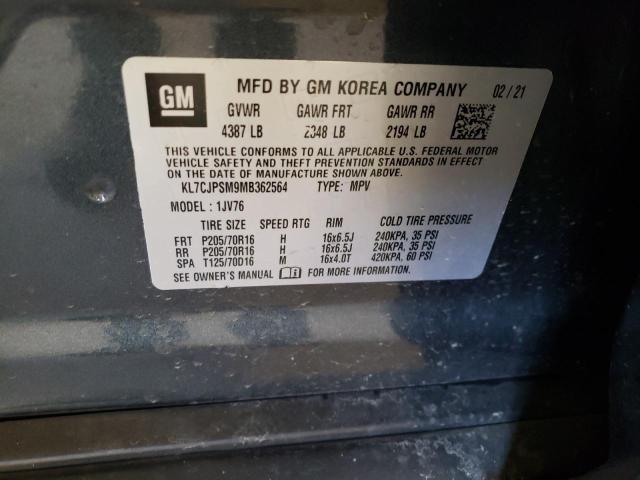 GM MFD BY GM KOREA COMPANY 02/21
GVWR GAWR FRT GAWR RR
4387 LB 2348 LB 2194 LB
THIS VEHICLE CONFORMS TO ALL APPLICABLE U.S. FEDERAL MOTOR
VEHICLE SAFETY AND THEFT PREVENTION STANDARDS IN EFFECT ON
THE DATE OF MANUFACTURE SHOWN ABOVE.
KL7CJPSM9MB362564 TYPE: MPV
MODEL : 1JV76
TIRE SIZE SPEED RTG RIM COLD TIRE PRESSURE
FRT P205/70R16 H 16x6.5J 240KPA, 35 PSI
RR P205/70R16 H 16x6.5J 240KPA, 35 PSI
SPA T125/70D16 M 16x4.0T 420KPA, 60 PSI
SEE OWNER'S MANUAL FOR MORE INFORMATION.